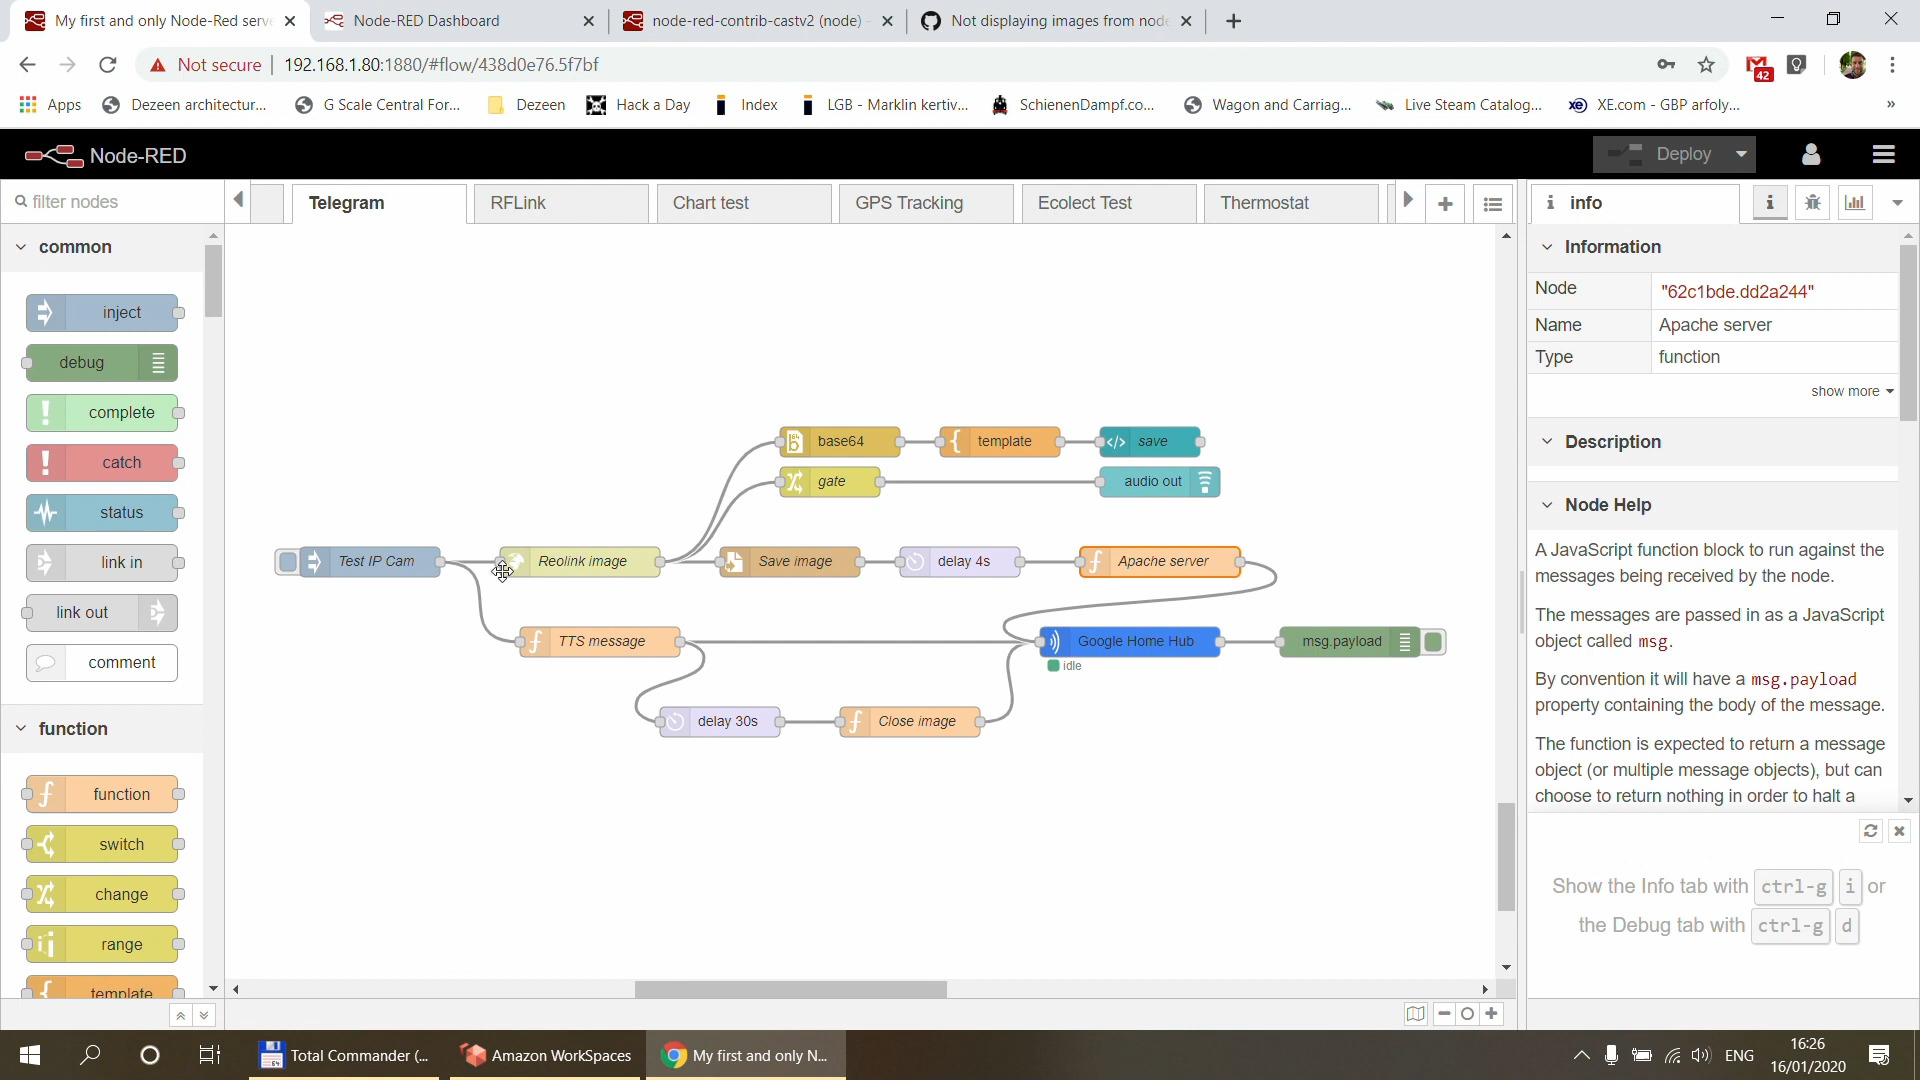 My first and only Node-Red serve
Node-RED Dashboard
node-red-contrib-castv2 (node) -
Not displaying images from node
Not secure
192.168.1.80:1880/#flow/438d0e76.5f7bf
42
Apps
Dezeen architectur...
G Scale Central For...
Dezeen
Hack a Day
Index
LGB - Marklin kertiv...
SchienenDampf.co...
Wagon and Carriag...
Live Steam Catalog...
XE.com - GBP arfoly...
Node-RED
Deploy
filter nodes
Telegram
RFLink
Chart test
GPS Tracking
Ecolect Test
Thermostat
info
common
inject
debug
complete
catch
status
link in
link out
comment
function
function
switch
change
range
template
base64
template
save
gate
audio out
Test IP Cam
Reolink image
Save image
delay 4s
Apache server
TTS message
Google Home Hub
msg.payload
idle
delay 30s
Close image
Information
Node
"62c1bde.dd2a244"
Name
Apache server
Type
function
show more
Description
Node Help
A JavaScript function block to run against the
messages being received by the node.
The messages are passed in as a JavaScript
object called msg.
By convention it will have a msg.payload
property containing the body of the message.
The function is expected to return a message
object (or multiple message objects), but can
choose to return nothing in order to halt a
Show the Info tab with ctrl-g i or
the Debug tab with ctrl-g d
Total Commander (...
Amazon WorkSpaces
My first and only N...
ENG
16:26
16/01/2020